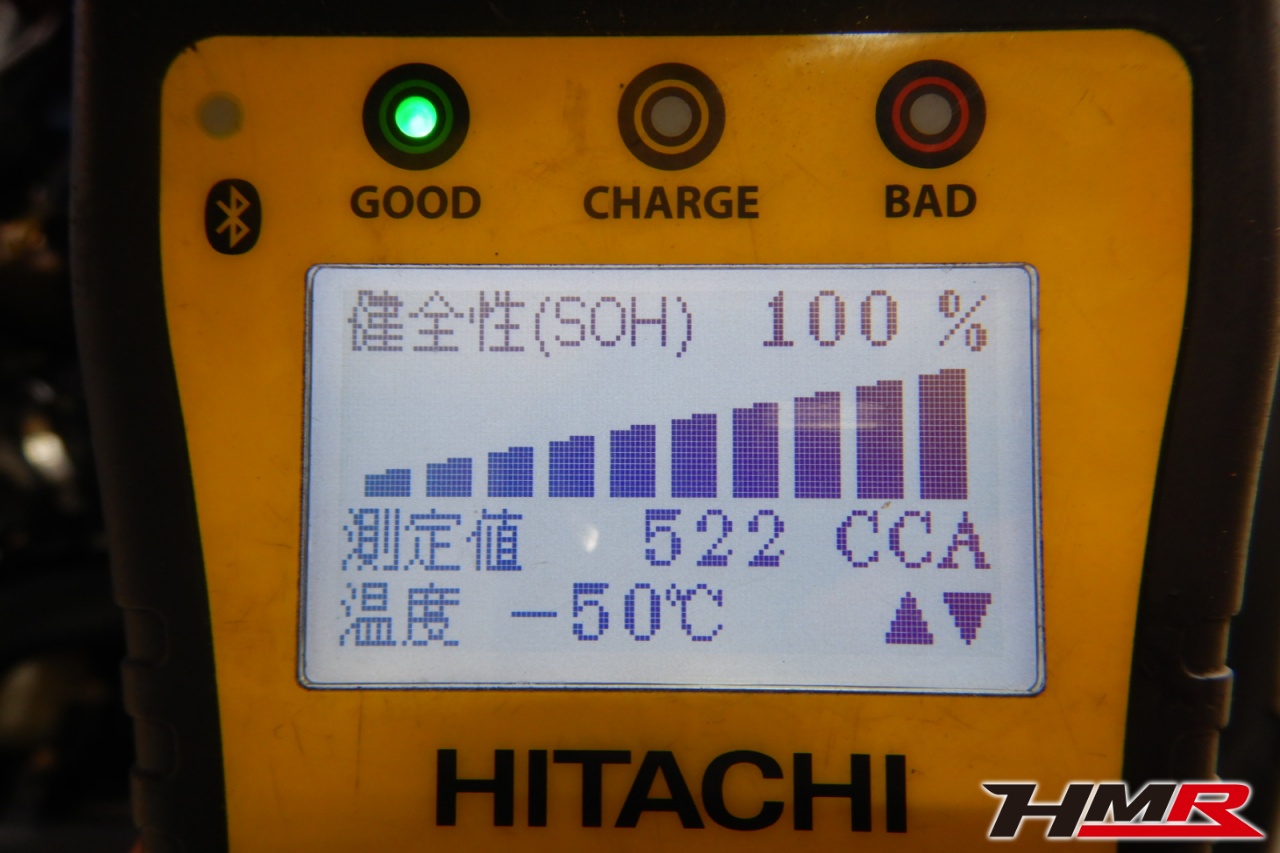 GOOD CHARGE BAD
健全性(SOH) 100 %
測定値 522 CCA
温度 -50℃ ▲▼
HITACHI
HMR